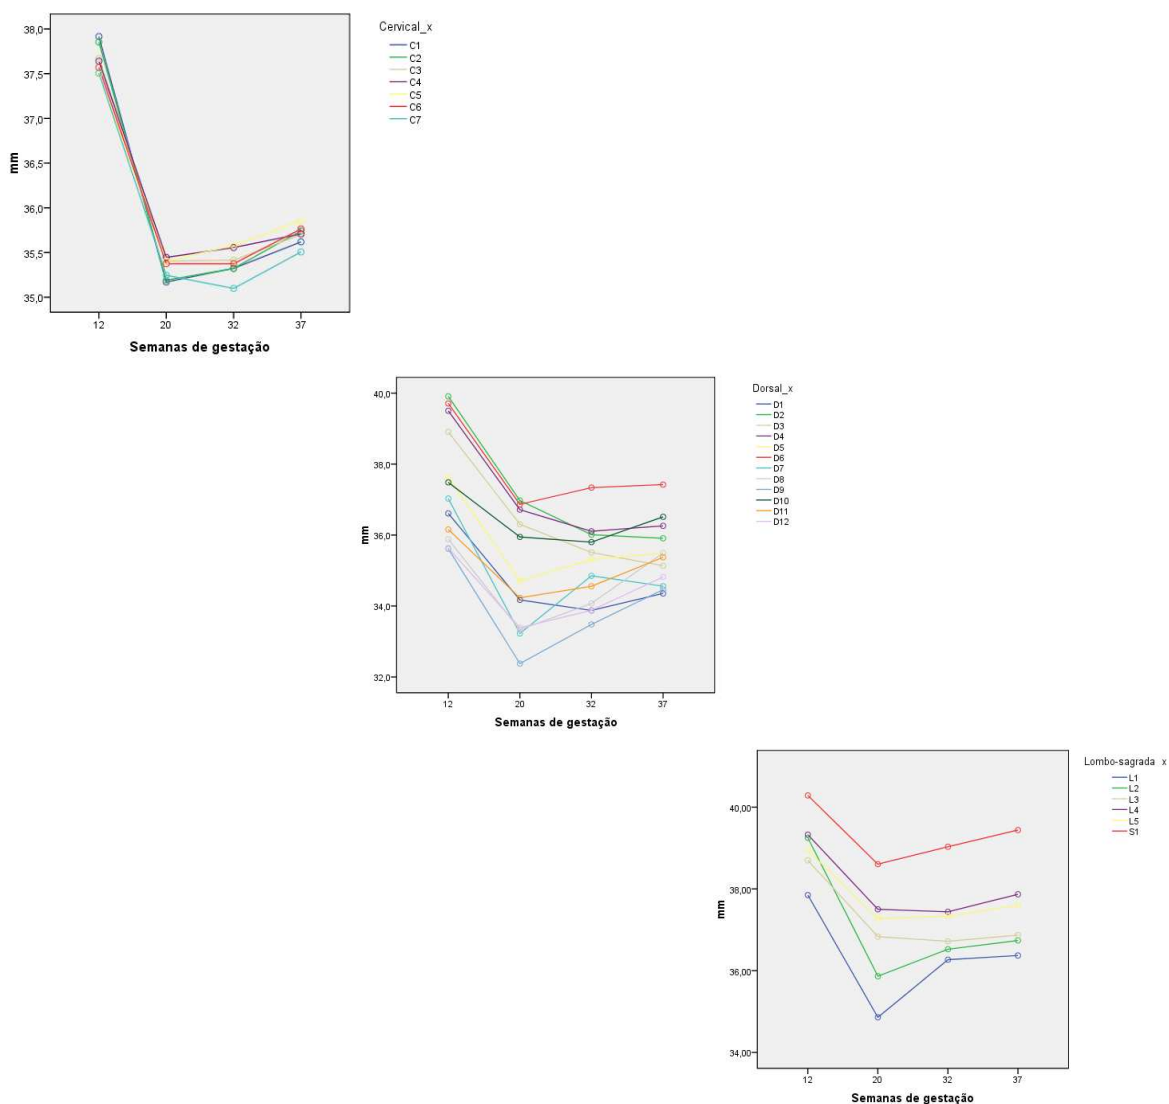 Cervical_x
C1
C2
C3
C4
C5
C6
C7
38,0
37,5
37,0
36,5
36,0
35,5
35,0
mm
12 20 32 37
Semanas de gestação
Dorsal_x
D1
D2
D3
D4
D5
D6
D7
D8
D9
D10
D11
D12
40,0
38,0
36,0
34,0
32,0
mm
12 20 32 37
Semanas de gestação
Lombo-sagrada_x
L1
L2
L3
L4
L5
S1
40,00
38,00
36,00
34,00
mm
12 20 32 37
Semanas de gestação